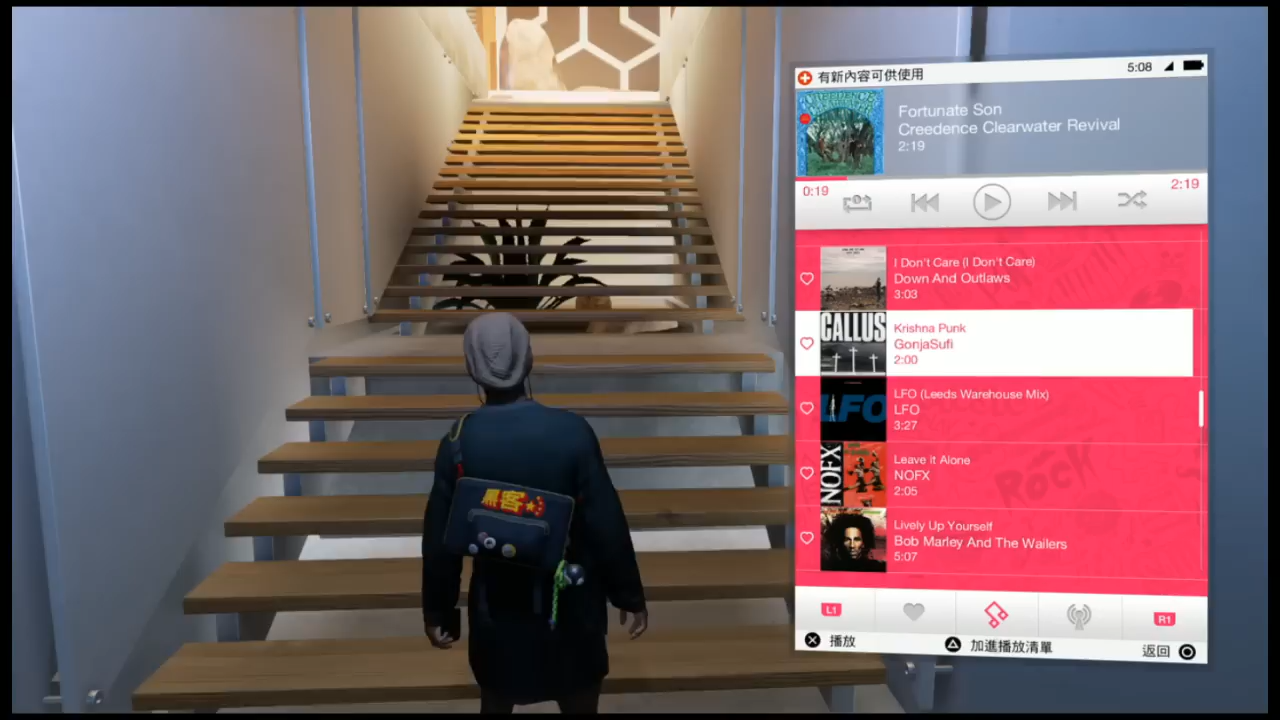 有新內容可供使用
5:08
Fortunate Son
Creedence Clearwater Revival
2:19
0:19
2:19
I Don't Care (I Don't Care)
Down And Outlaws
3:03
CALLUS
Krishna Punk
GonjaSufi
2:00
LFO
LFO (Leeds Warehouse Mix)
LFO
3:27
NOFX
Leave it Alone
NOFX
2:05
ROCK
Lively Up Yourself
Bob Marley And The Wailers
5:07
L1
R1
播放
加進播放清單
返回
黑客